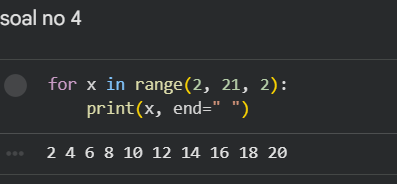 soal no 4
for x in range(2, 21, 2):
    print(x, end=" ")
2 4 6 8 10 12 14 16 18 20